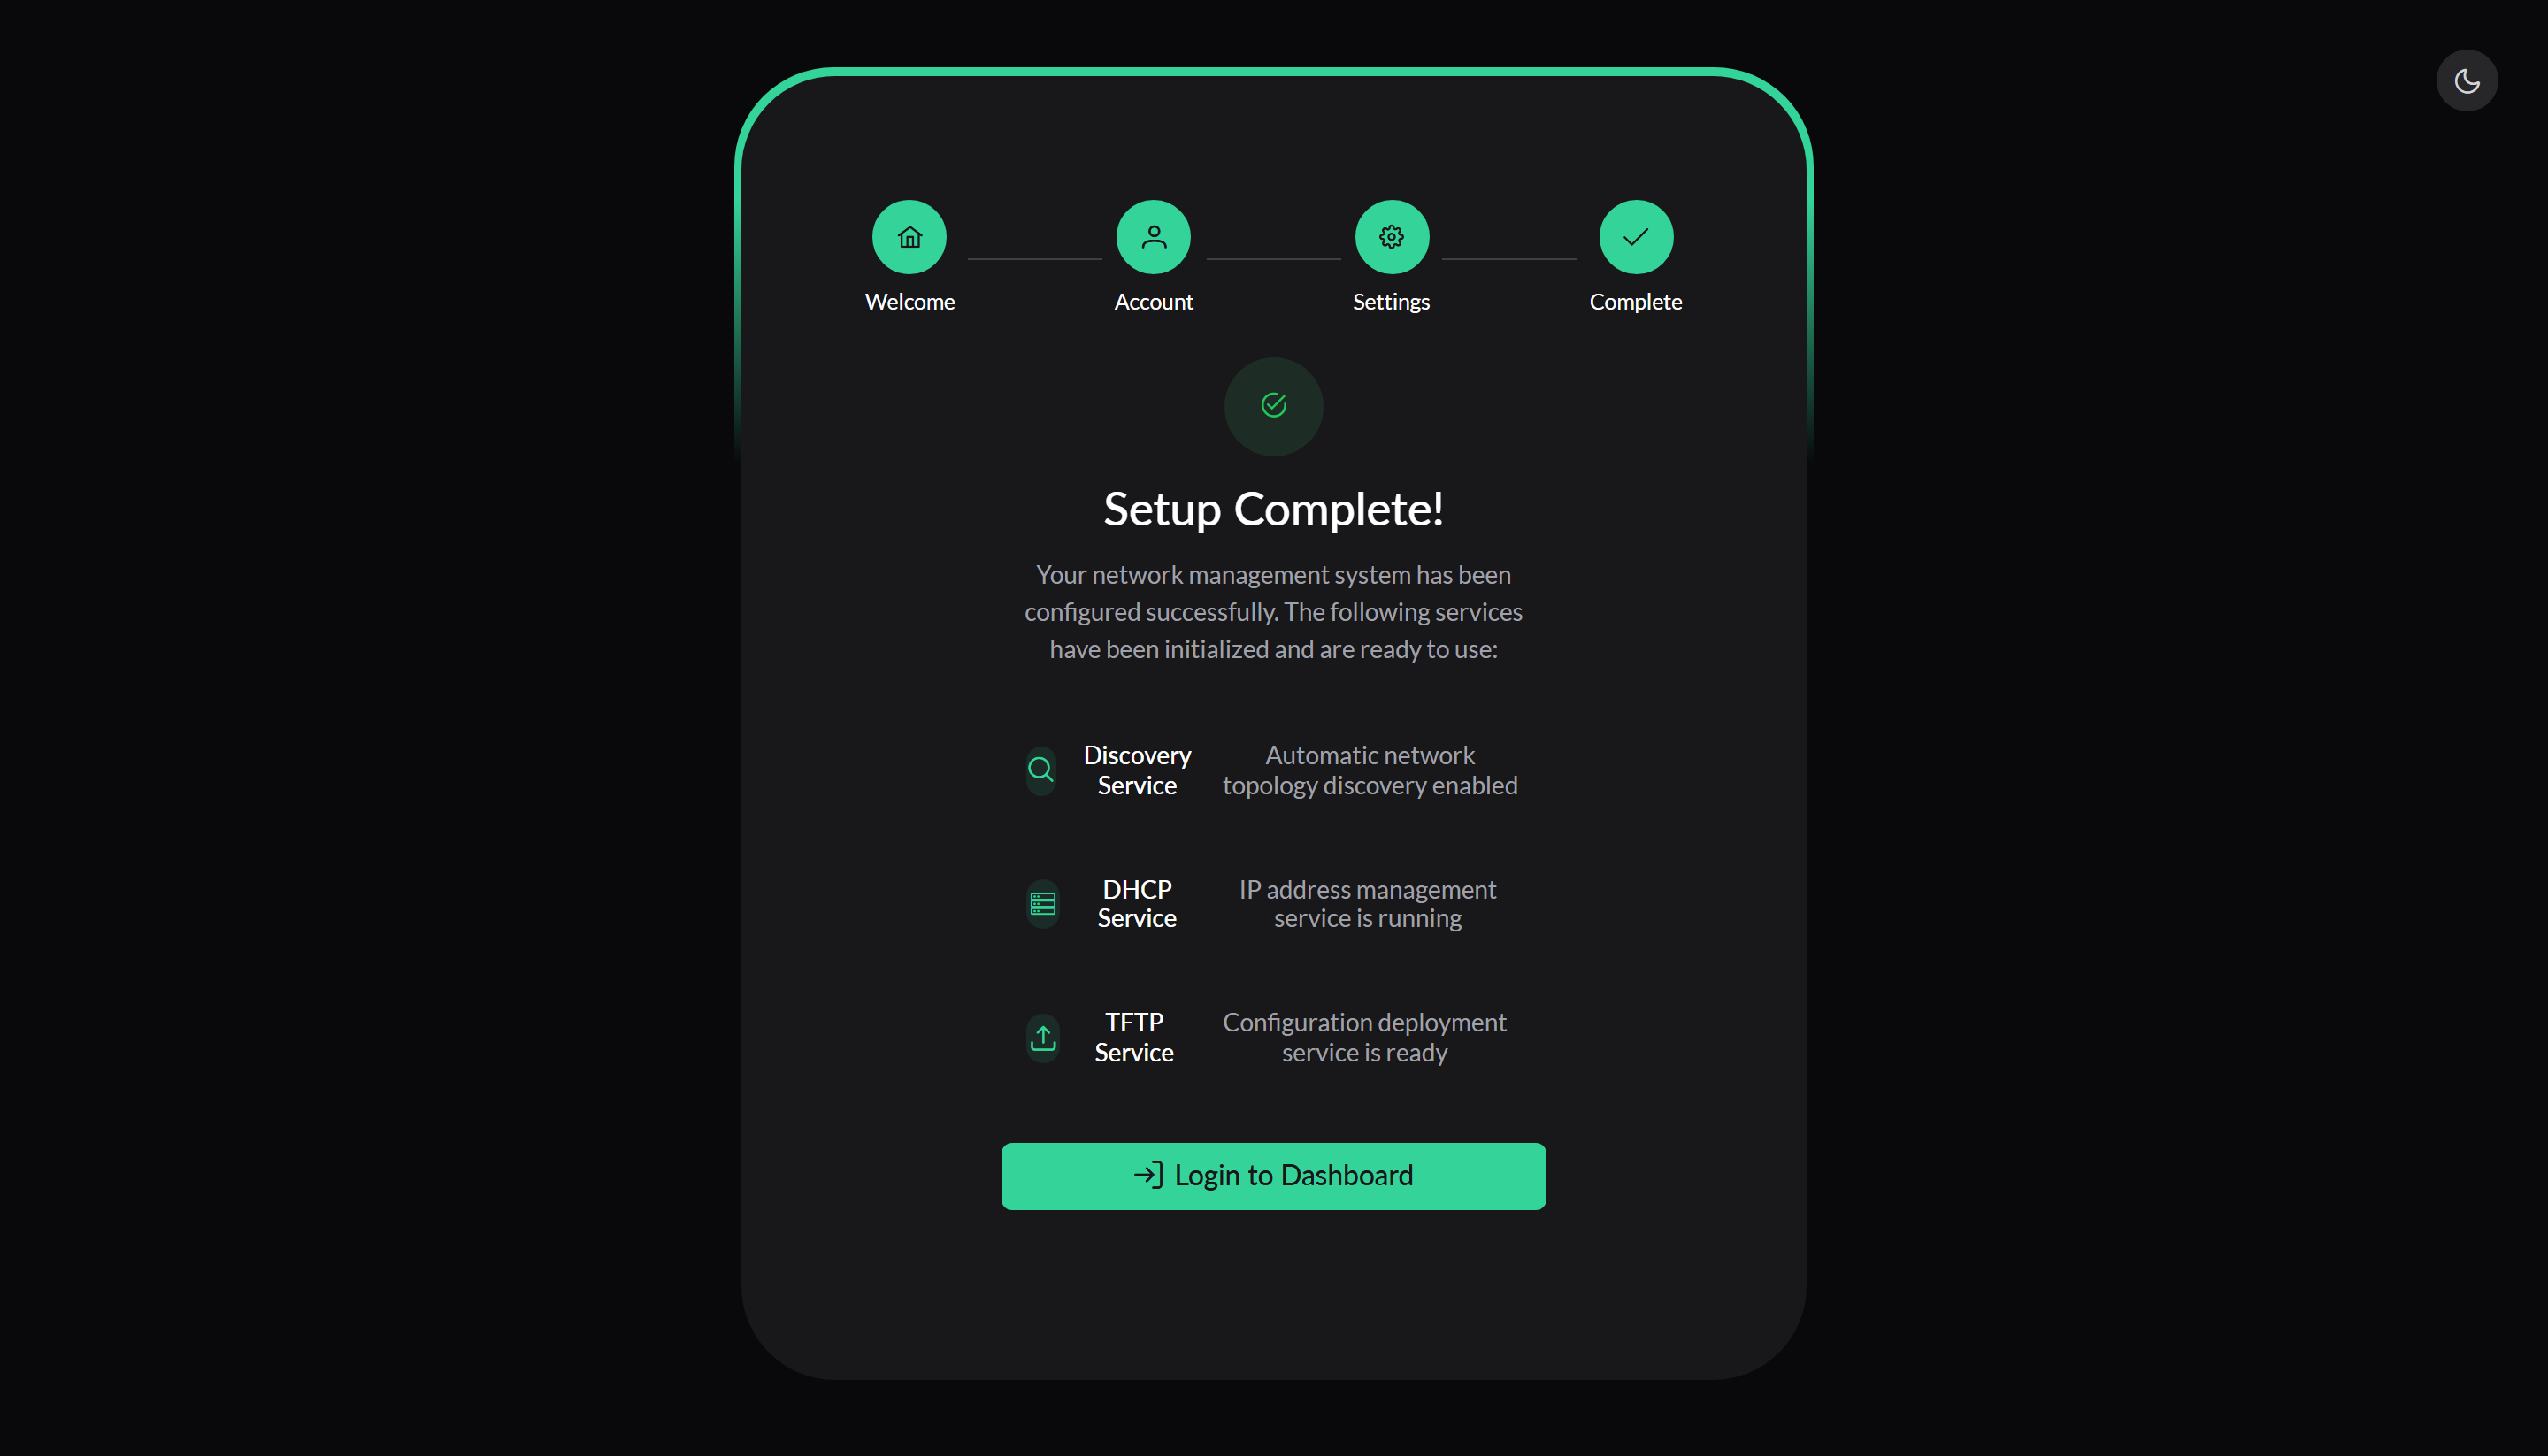 Welcome
Account
Settings
Complete
Setup Complete!
Your network management system has been
configured successfully. The following services
have been initialized and are ready to use:
Discovery
Service
Automatic network
topology discovery enabled
DHCP
Service
IP address management
service is running
TFTP
Service
Configuration deployment
service is ready
Login to Dashboard